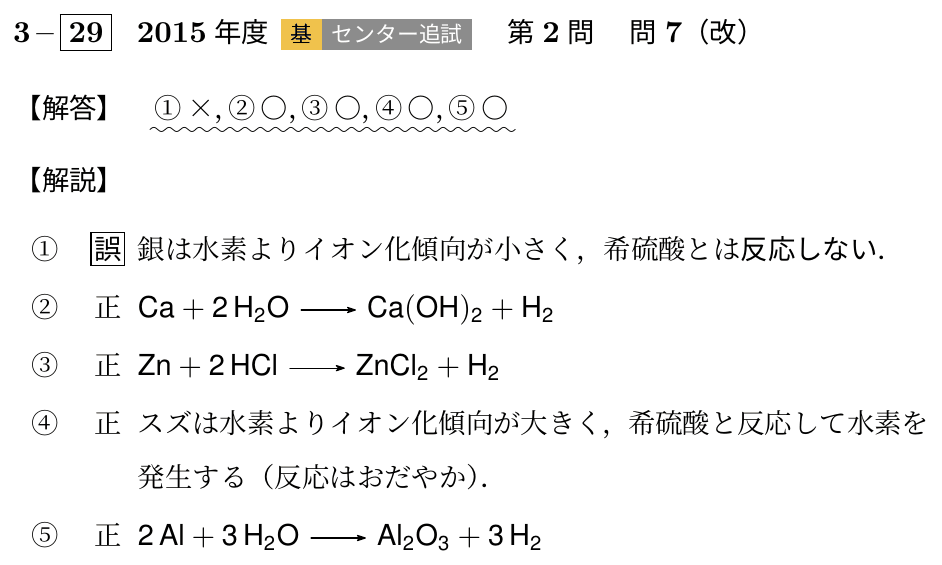 3－29 2015 年度 基 センター追試 第 2 問 問 7（改）
【解答】 ① ×, ② ○, ③ ○, ④ ○, ⑤ ○
【解説】
① 誤 銀は水素よりイオン化傾向が小さく，希硫酸とは反応しない．
② 正 Ca + 2 H₂O ⟶ Ca(OH)₂ + H₂
③ 正 Zn + 2 HCl ⟶ ZnCl₂ + H₂
④ 正 スズは水素よりイオン化傾向が大きく，希硫酸と反応して水素を
発生する（反応はおだやか）．
⑤ 正 2 Al + 3 H₂O ⟶ Al₂O₃ + 3 H₂